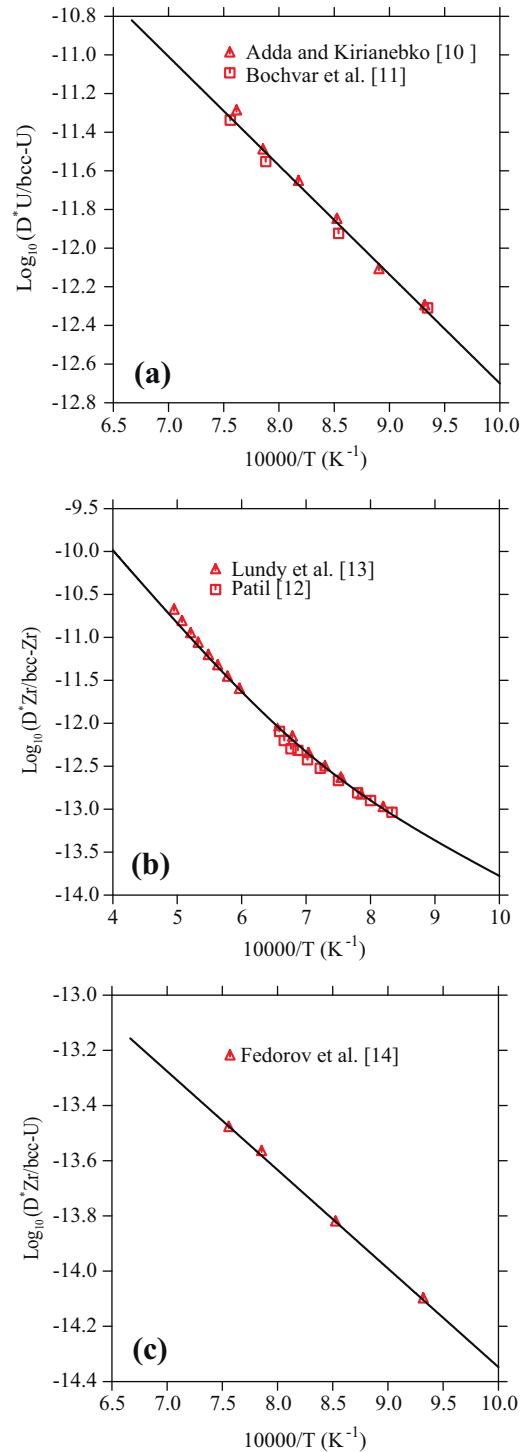 -10.8
Adda and Kirianebko [10 ]
Bochvar et al. [11]
-11.0
-11.2
-11.4
-11.6
-11.8
-12.0
-12.2
-12.4
-12.6
-12.8
Log10(D*U/bcc-U)
(a)
6.5 7.0 7.5 8.0 8.5 9.0 9.5 10.0
10000/T (K-1)
-9.5
Lundy et al. [13]
Patil [12]
-10.0
-10.5
-11.0
-11.5
-12.0
-12.5
-13.0
-13.5
-14.0
Log10(D*Zr/bcc-Zr)
(b)
4 5 6 7 8 9 10
10000/T (K-1)
-13.0
Fedorov et al. [14]
-13.2
-13.4
-13.6
-13.8
-14.0
-14.2
-14.4
Log10(D*Zr/bcc-U)
(c)
6.5 7.0 7.5 8.0 8.5 9.0 9.5 10.0
10000/T (K-1)